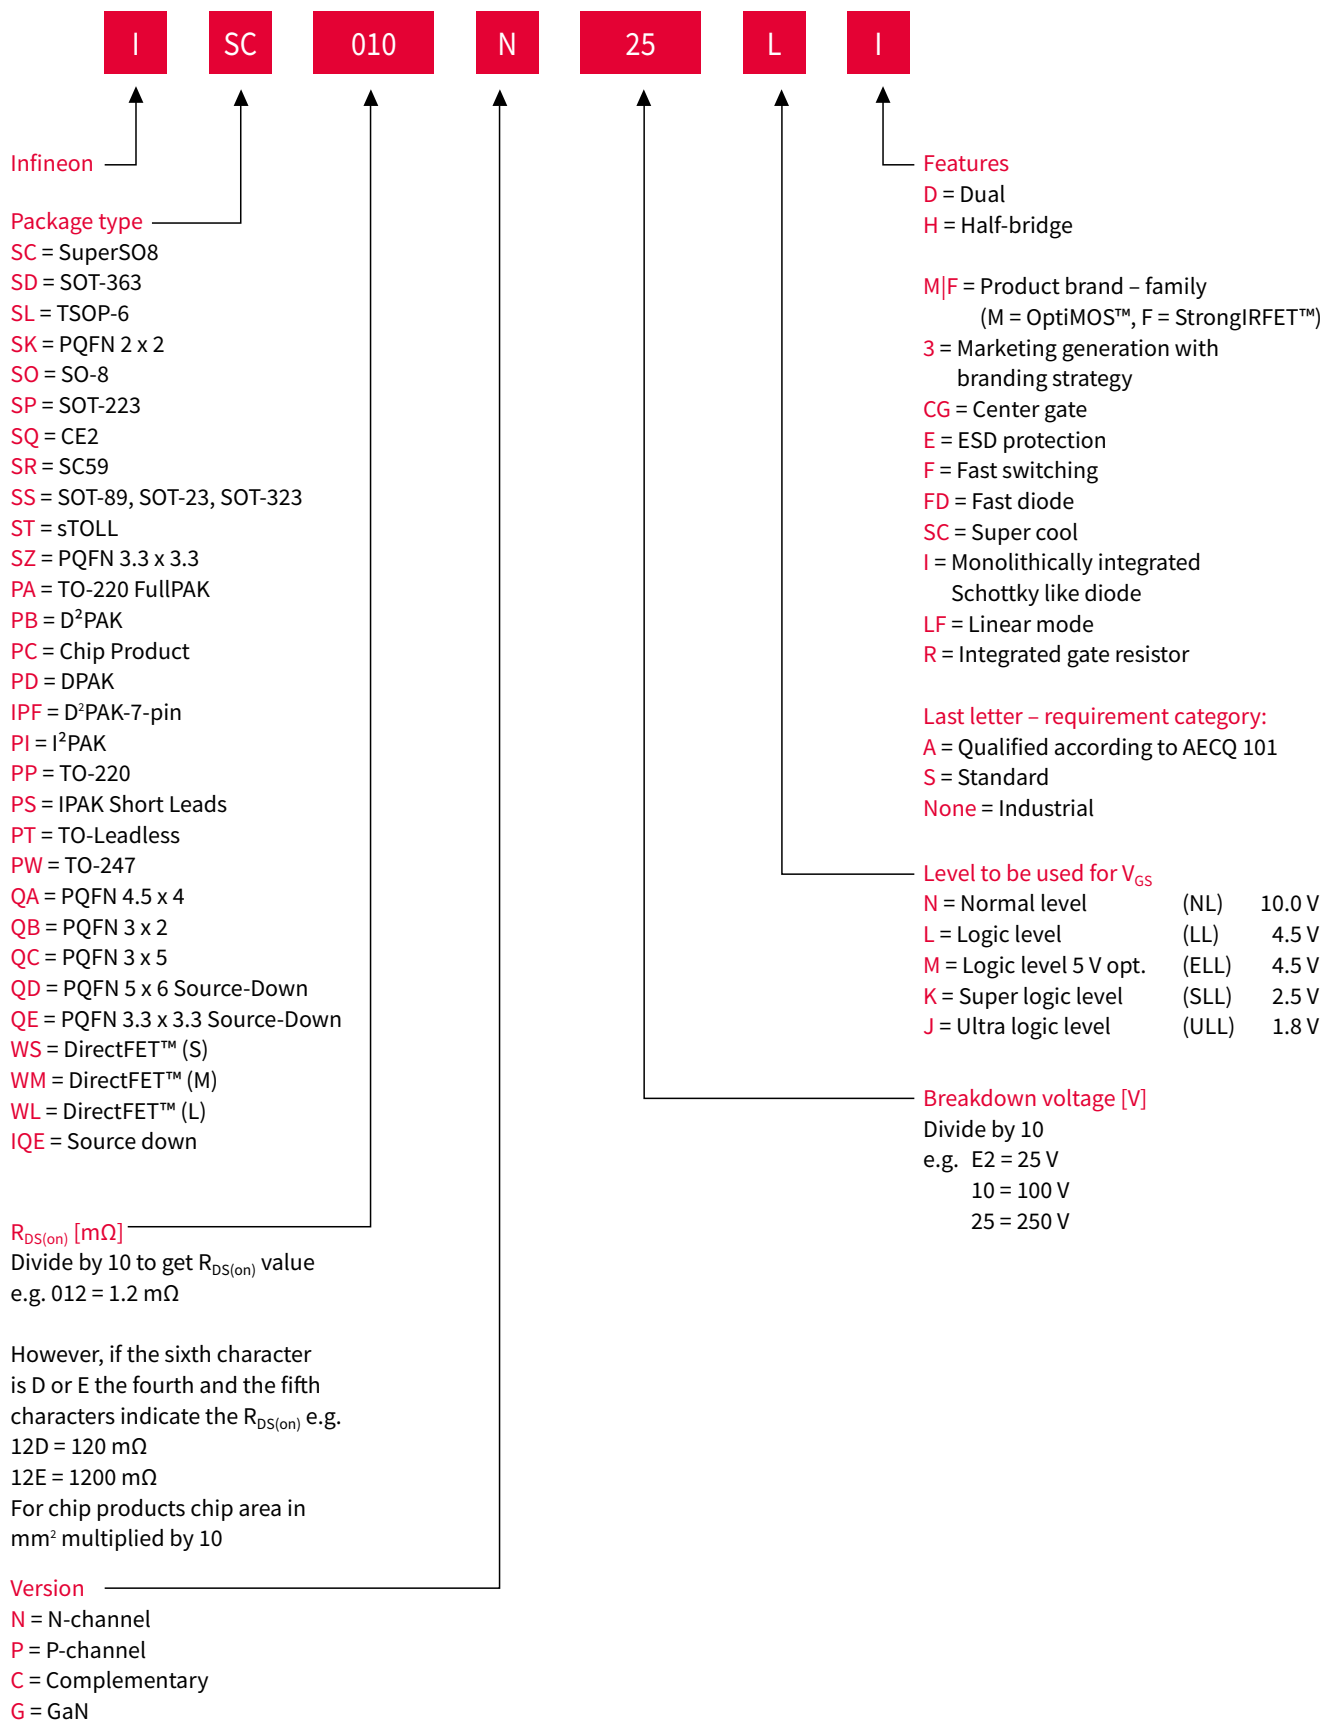 I SC 010 N 25 L I
Infineon
Package type
SC = SuperSO8
SD = SOT-363
SL = TSOP-6
SK = PQFN 2 x 2
SO = SO-8
SP = SOT-223
SQ = CE2
SR = SC59
SS = SOT-89, SOT-23, SOT-323
ST = sTOLL
SZ = PQFN 3.3 x 3.3
PA = TO-220 FullPAK
PB = D²PAK
PC = Chip Product
PD = DPAK
IPF = D²PAK-7-pin
PI = I²PAK
PP = TO-220
PS = IPAK Short Leads
PT = TO-Leadless
PW = TO-247
QA = PQFN 4.5 x 4
QB = PQFN 3 x 2
QC = PQFN 3 x 5
QD = PQFN 5 x 6 Source-Down
QE = PQFN 3.3 x 3.3 Source-Down
WS = DirectFET™ (S)
WM = DirectFET™ (M)
WL = DirectFET™ (L)
IQE = Source down
RDS(on) [mΩ]
Divide by 10 to get RDS(on) value
e.g. 012 = 1.2 mΩ
However, if the sixth character
is D or E the fourth and the fifth
characters indicate the RDS(on) e.g.
12D = 120 mΩ
12E = 1200 mΩ
For chip products chip area in
mm² multiplied by 10
Version
N = N-channel
P = P-channel
C = Complementary
G = GaN
Features
D = Dual
H = Half-bridge
M|F = Product brand – family
(M = OptiMOS™, F = StrongIRFET™)
3 = Marketing generation with
branding strategy
CG = Center gate
E = ESD protection
F = Fast switching
FD = Fast diode
SC = Super cool
I = Monolithically integrated
Schottky like diode
LF = Linear mode
R = Integrated gate resistor
Last letter – requirement category:
A = Qualified according to AECQ 101
S = Standard
None = Industrial
Level to be used for VGS
N = Normal level (NL) 10.0 V
L = Logic level (LL) 4.5 V
M = Logic level 5 V opt. (ELL) 4.5 V
K = Super logic level (SLL) 2.5 V
J = Ultra logic level (ULL) 1.8 V
Breakdown voltage [V]
Divide by 10
e.g. E2 = 25 V
10 = 100 V
25 = 250 V